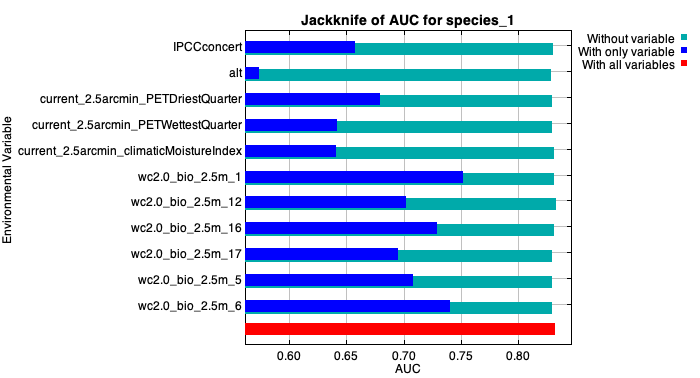 Jackknife of AUC for species_1
Without variable
With only variable
With all variables
Environmental Variable
IPCCconcert
alt
current_2.5arcmin_PETDriestQuarter
current_2.5arcmin_PETWettestQuarter
current_2.5arcmin_climaticMoistureIndex
wc2.0_bio_2.5m_1
wc2.0_bio_2.5m_12
wc2.0_bio_2.5m_16
wc2.0_bio_2.5m_17
wc2.0_bio_2.5m_5
wc2.0_bio_2.5m_6
0.60 0.65 0.70 0.75 0.80
AUC